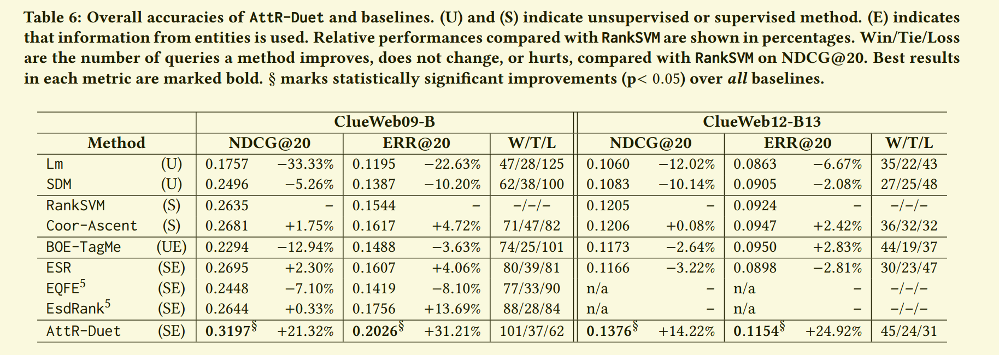 Table 6: Overall accuracies of AttR-Duet and baselines. (U) and (S) indicate unsupervised or supervised method. (E) indicates
that information from entities is used. Relative performances compared with RankSVM are shown in percentages. Win/Tie/Loss
are the number of queries a method improves, does not change, or hurts, compared with RankSVM on NDCG@20. Best results
in each metric are marked bold. § marks statistically significant improvements (p< 0.05) over all baselines.
ClueWeb09-B ClueWeb12-B13
Method NDCG@20 ERR@20 W/T/L NDCG@20 ERR@20 W/T/L
Lm (U) 0.1757 −33.33% 0.1195 −22.63% 47/28/125 0.1060 −12.02% 0.0863 −6.67% 35/22/43
SDM (U) 0.2496 −5.26% 0.1387 −10.20% 62/38/100 0.1083 −10.14% 0.0905 −2.08% 27/25/48
RankSVM (S) 0.2635 – 0.1544 – –/–/– 0.1205 – 0.0924 – –/–/–
Coor-Ascent (S) 0.2681 +1.75% 0.1617 +4.72% 71/47/82 0.1206 +0.08% 0.0947 +2.42% 36/32/32
BOE-TagMe (UE) 0.2294 −12.94% 0.1488 −3.63% 74/25/101 0.1173 −2.64% 0.0950 +2.83% 44/19/37
ESR (SE) 0.2695 +2.30% 0.1607 +4.06% 80/39/81 0.1166 −3.22% 0.0898 −2.81% 30/23/47
EQFE⁵ (SE) 0.2448 −7.10% 0.1419 −8.10% 77/33/90 n/a – n/a – –/–/–
EsdRank⁵ (SE) 0.2644 +0.33% 0.1756 +13.69% 88/28/84 n/a – n/a – –/–/–
AttR-Duet (SE) 0.3197§ +21.32% 0.2026§ +31.21% 101/37/62 0.1376§ +14.22% 0.1154§ +24.92% 45/24/31